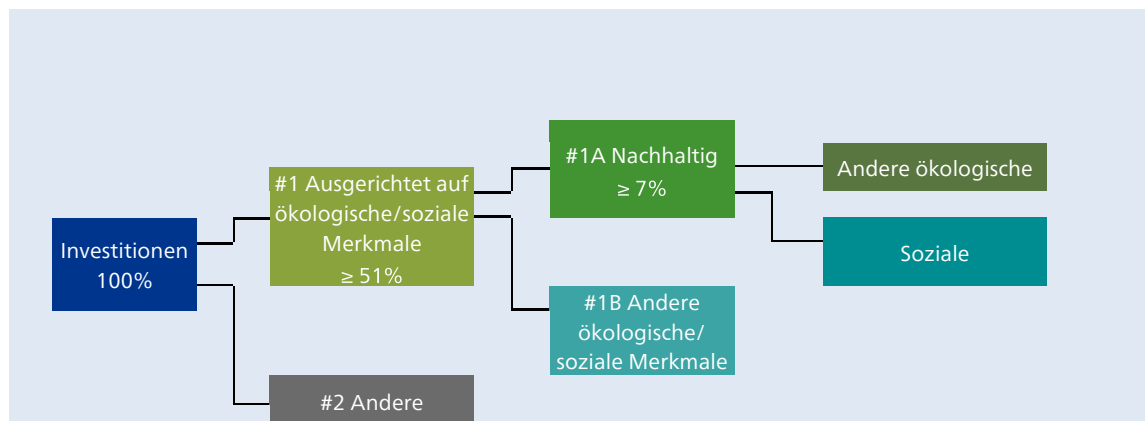 Investitionen
100%
#1 Ausgerichtet auf
ökologische/soziale
Merkmale
≥ 51%
#2 Andere
#1A Nachhaltig
≥ 7%
#1B Andere
ökologische/
soziale Merkmale
Andere ökologische
Soziale